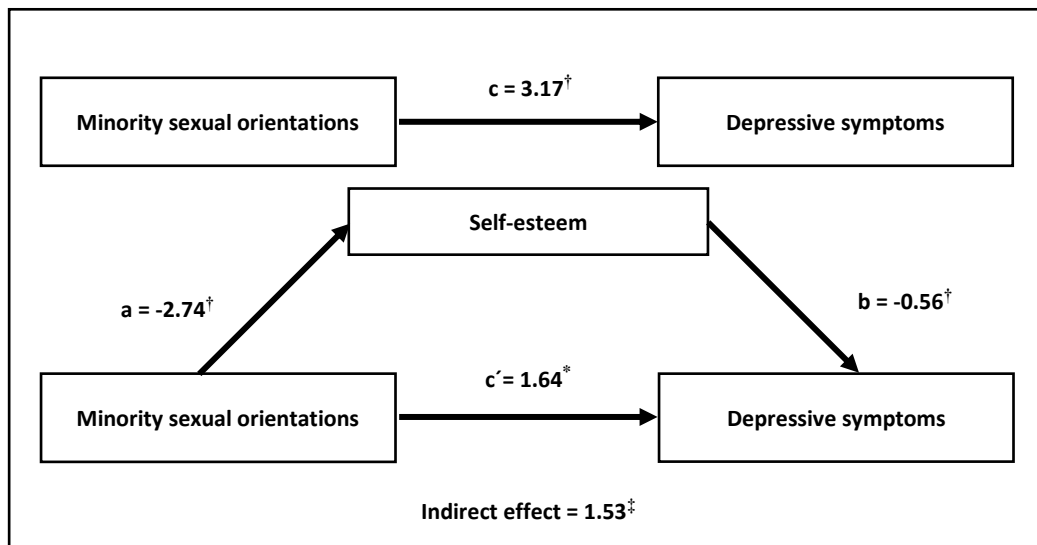 c = 3.17†
Minority sexual orientations
Depressive symptoms
Self-esteem
a = -2.74†
b = -0.56†
c´= 1.64*
Minority sexual orientations
Depressive symptoms
Indirect effect = 1.53‡